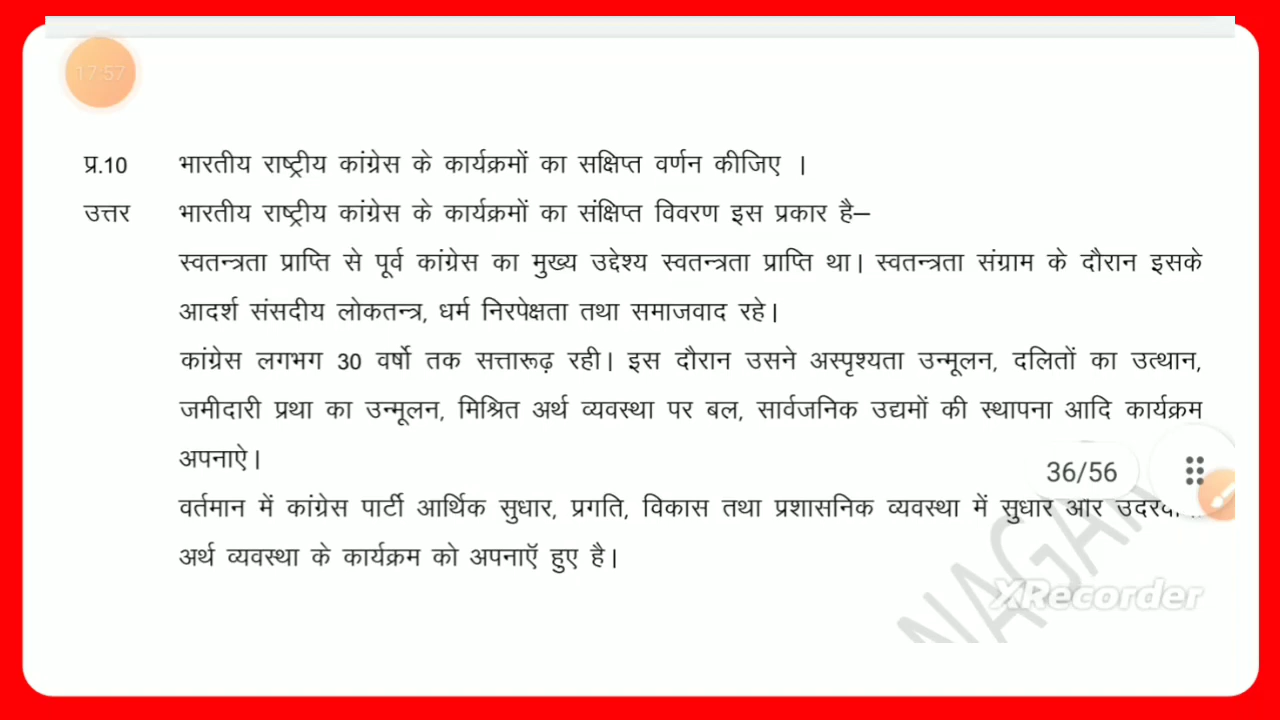 17:57
प्र.10 भारतीय राष्ट्रीय कांग्रेस के कार्यक्रमों का सक्षिप्त वर्णन कीजिए ।
उत्तर भारतीय राष्ट्रीय कांग्रेस के कार्यक्रमों का संक्षिप्त विवरण इस प्रकार है—
स्वतन्त्रता प्राप्ति से पूर्व कांग्रेस का मुख्य उद्देश्य स्वतन्त्रता प्राप्ति था। स्वतन्त्रता संग्राम के दौरान इसके
आदर्श संसदीय लोकतन्त्र, धर्म निरपेक्षता तथा समाजवाद रहे।
कांग्रेस लगभग 30 वर्षो तक सत्तारूढ़ रही। इस दौरान उसने अस्पृश्यता उन्मूलन, दलितों का उत्थान,
जमीदारी प्रथा का उन्मूलन, मिश्रित अर्थ व्यवस्था पर बल, सार्वजनिक उद्यमों की स्थापना आदि कार्यक्रम
अपनाऐ।
36/56
वर्तमान में कांग्रेस पार्टी आर्थिक सुधार, प्रगति, विकास तथा प्रशासनिक व्यवस्था में सुधार और
अर्थ व्यवस्था के कार्यक्रम को अपनाऍ हुए है।
XRecorder